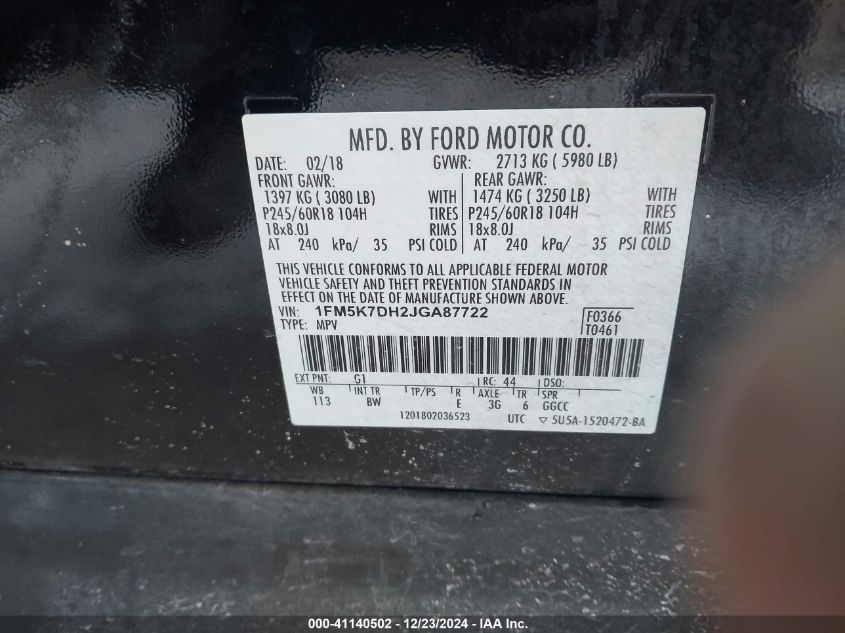 MFD. BY FORD MOTOR CO.
DATE: 02/18 GVWR: 2713 KG ( 5980 LB)
FRONT GAWR: REAR GAWR:
1397 KG ( 3080 LB) WITH 1474 KG ( 3250 LB) WITH
P245/60R18 104H TIRES P245/60R18 104H TIRES
18x8.0J RIMS 18x8.0J RIMS
AT 240 kPa/ 35 PSI COLD AT 240 kPa/ 35 PSI COLD
THIS VEHICLE CONFORMS TO ALL APPLICABLE FEDERAL MOTOR
VEHICLE SAFETY AND THEFT PREVENTION STANDARDS IN
EFFECT ON THE DATE OF MANUFACTURE SHOWN ABOVE.
VIN: 1FM5K7DH2JGA87722 F0366
TYPE: MPV T0461
EXT PNT: G1 RC: 44 DSO:
WB INT TR TP/PS R AXLE TR SPR
113 BW E 3G 6 GGCC
1201802036523 UTC ▽ 5U5A-1520472-BA
000-41140502 - 12/23/2024 - IAA Inc.